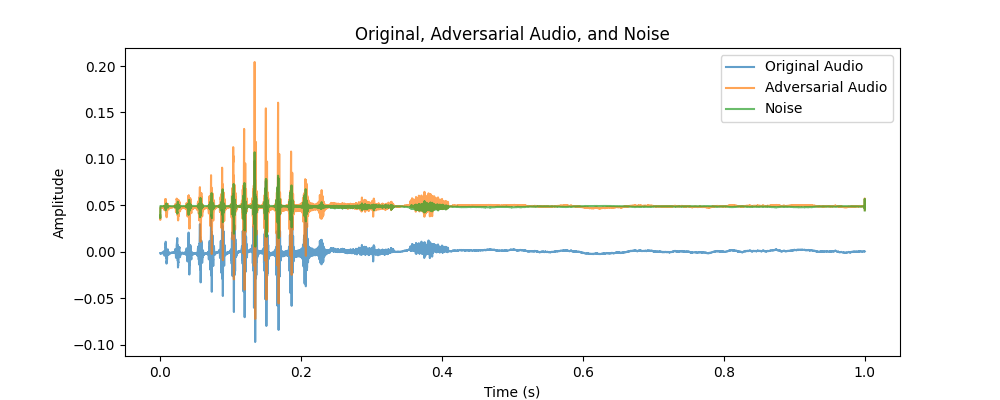 Original, Adversarial Audio, and Noise
Original Audio
Adversarial Audio
Noise
Amplitude
0.20
0.15
0.10
0.05
0.00
−0.05
−0.10
0.0 0.2 0.4 0.6 0.8 1.0
Time (s)